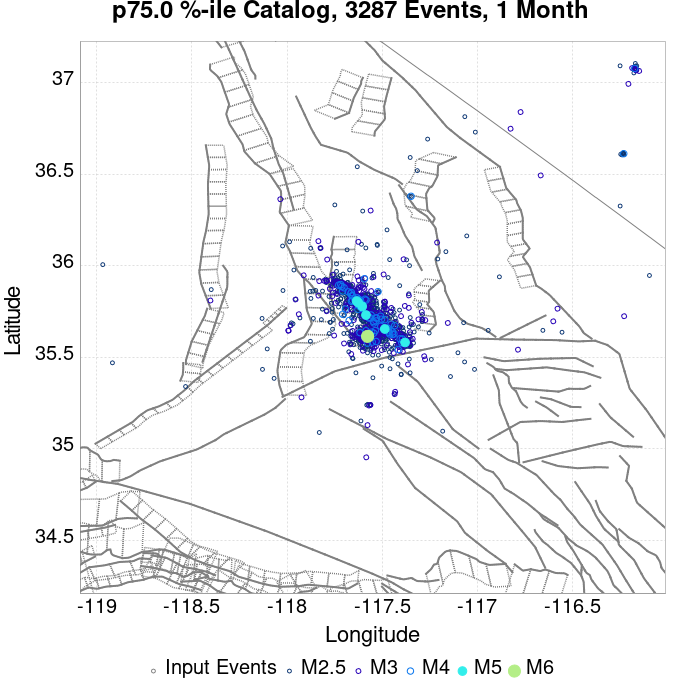 p75.0 %-ile Catalog, 3287 Events, 1 Month
37
36.5
36
35.5
35
34.5
Latitude
-119 -118.5 -118 -117.5 -117 -116.5
Longitude
Input Events M2.5 M3 M4 M5 M6